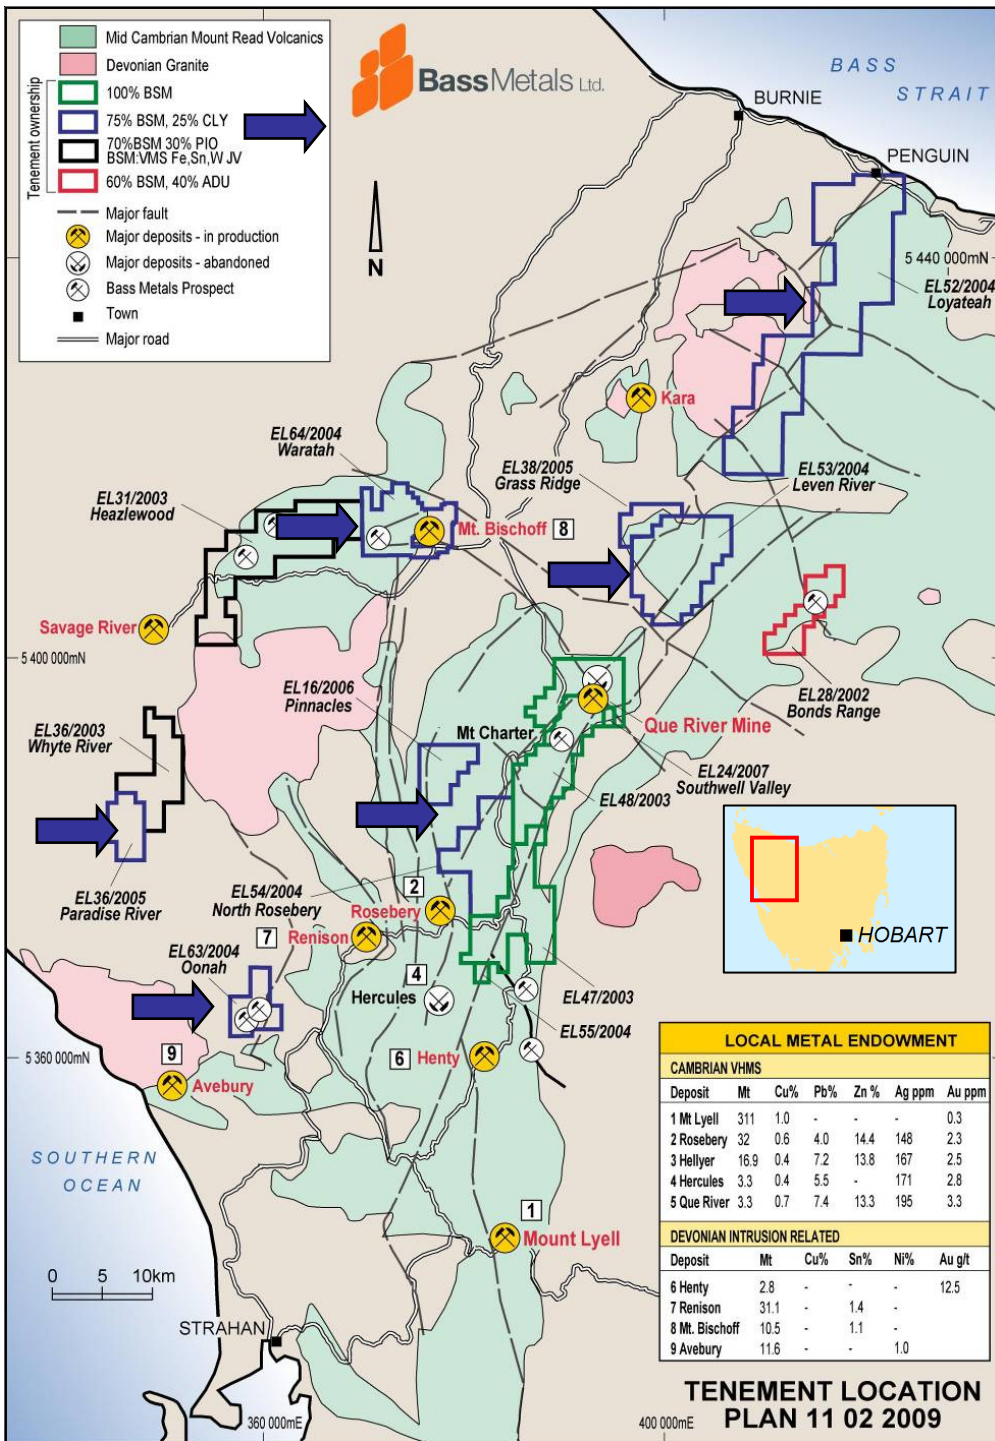 Mid Cambrian Mount Read Volcanics
Devonian Granite
Tenement ownership
100% BSM
75% BSM, 25% CLY
70%BSM 30% PIO
BSM:VMS Fe,Sn,W JV
60% BSM, 40% ADU
Major fault
Major deposits - in production
Major deposits - abandoned
Bass Metals Prospect
Town
Major road
BassMetals Ltd.
N
BASS
STRAIT
BURNIE
PENGUIN
5 440 000mN
EL52/2004
Loyateah
Kara
EL64/2004
Waratah
EL38/2005
Grass Ridge
EL53/2004
Leven River
EL31/2003
Heazlewood
Mt. Bischoff
8
Savage River
5 400 000mN
EL16/2006
Pinnacles
EL28/2002
Bonds Range
Que River Mine
Mt Charter
EL36/2003
Whyte River
EL24/2007
Southwell Valley
EL48/2003
EL36/2005
Paradise River
EL54/2004
North Rosebery
2
Rosebery
7
Renison
HOBART
EL63/2004
Oonah
4
Hercules
EL47/2003
EL55/2004
5 360 000mN
9
6
Henty
Avebury
SOUTHERN
OCEAN
1
Mount Lyell
0 5 10km
STRAHAN
360 000mE
400 000mE
LOCAL METAL ENDOWMENT
CAMBRIAN VHMS
Deposit Mt Cu% Pb% Zn % Ag ppm Au ppm
1 Mt Lyell 311 1.0 - - - 0.3
2 Rosebery 32 0.6 4.0 14.4 148 2.3
3 Hellyer 16.9 0.4 7.2 13.8 167 2.5
4 Hercules 3.3 0.4 5.5 - 171 2.8
5 Que River 3.3 0.7 7.4 13.3 195 3.3
DEVONIAN INTRUSION RELATED
Deposit Mt Cu% Sn% Ni% Au g/t
6 Henty 2.8 - - - 12.5
7 Renison 31.1 - 1.4 -
8 Mt. Bischoff 10.5 - 1.1 -
9 Avebury 11.6 - - 1.0
TENEMENT LOCATION
PLAN 11 02 2009